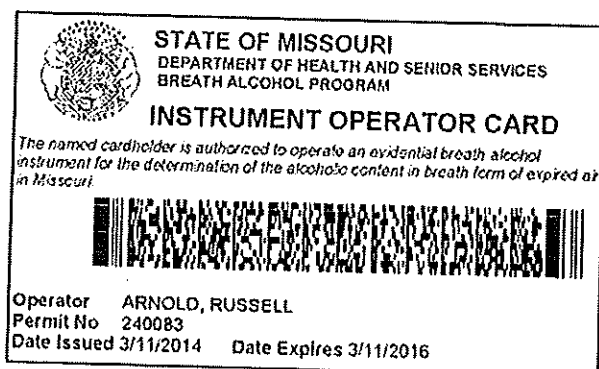 STATE OF MISSOURI
DEPARTMENT OF HEALTH AND SENIOR SERVICES
BREATH ALCOHOL PROGRAM
INSTRUMENT OPERATOR CARD
The named cardholder is authorized to operate an evidential breath alcohol
instrument for the determination of the alcoholic content in breath form of expired air
in Missouri.
Operator ARNOLD, RUSSELL
Permit No 240083
Date Issued 3/11/2014 Date Expires 3/11/2016